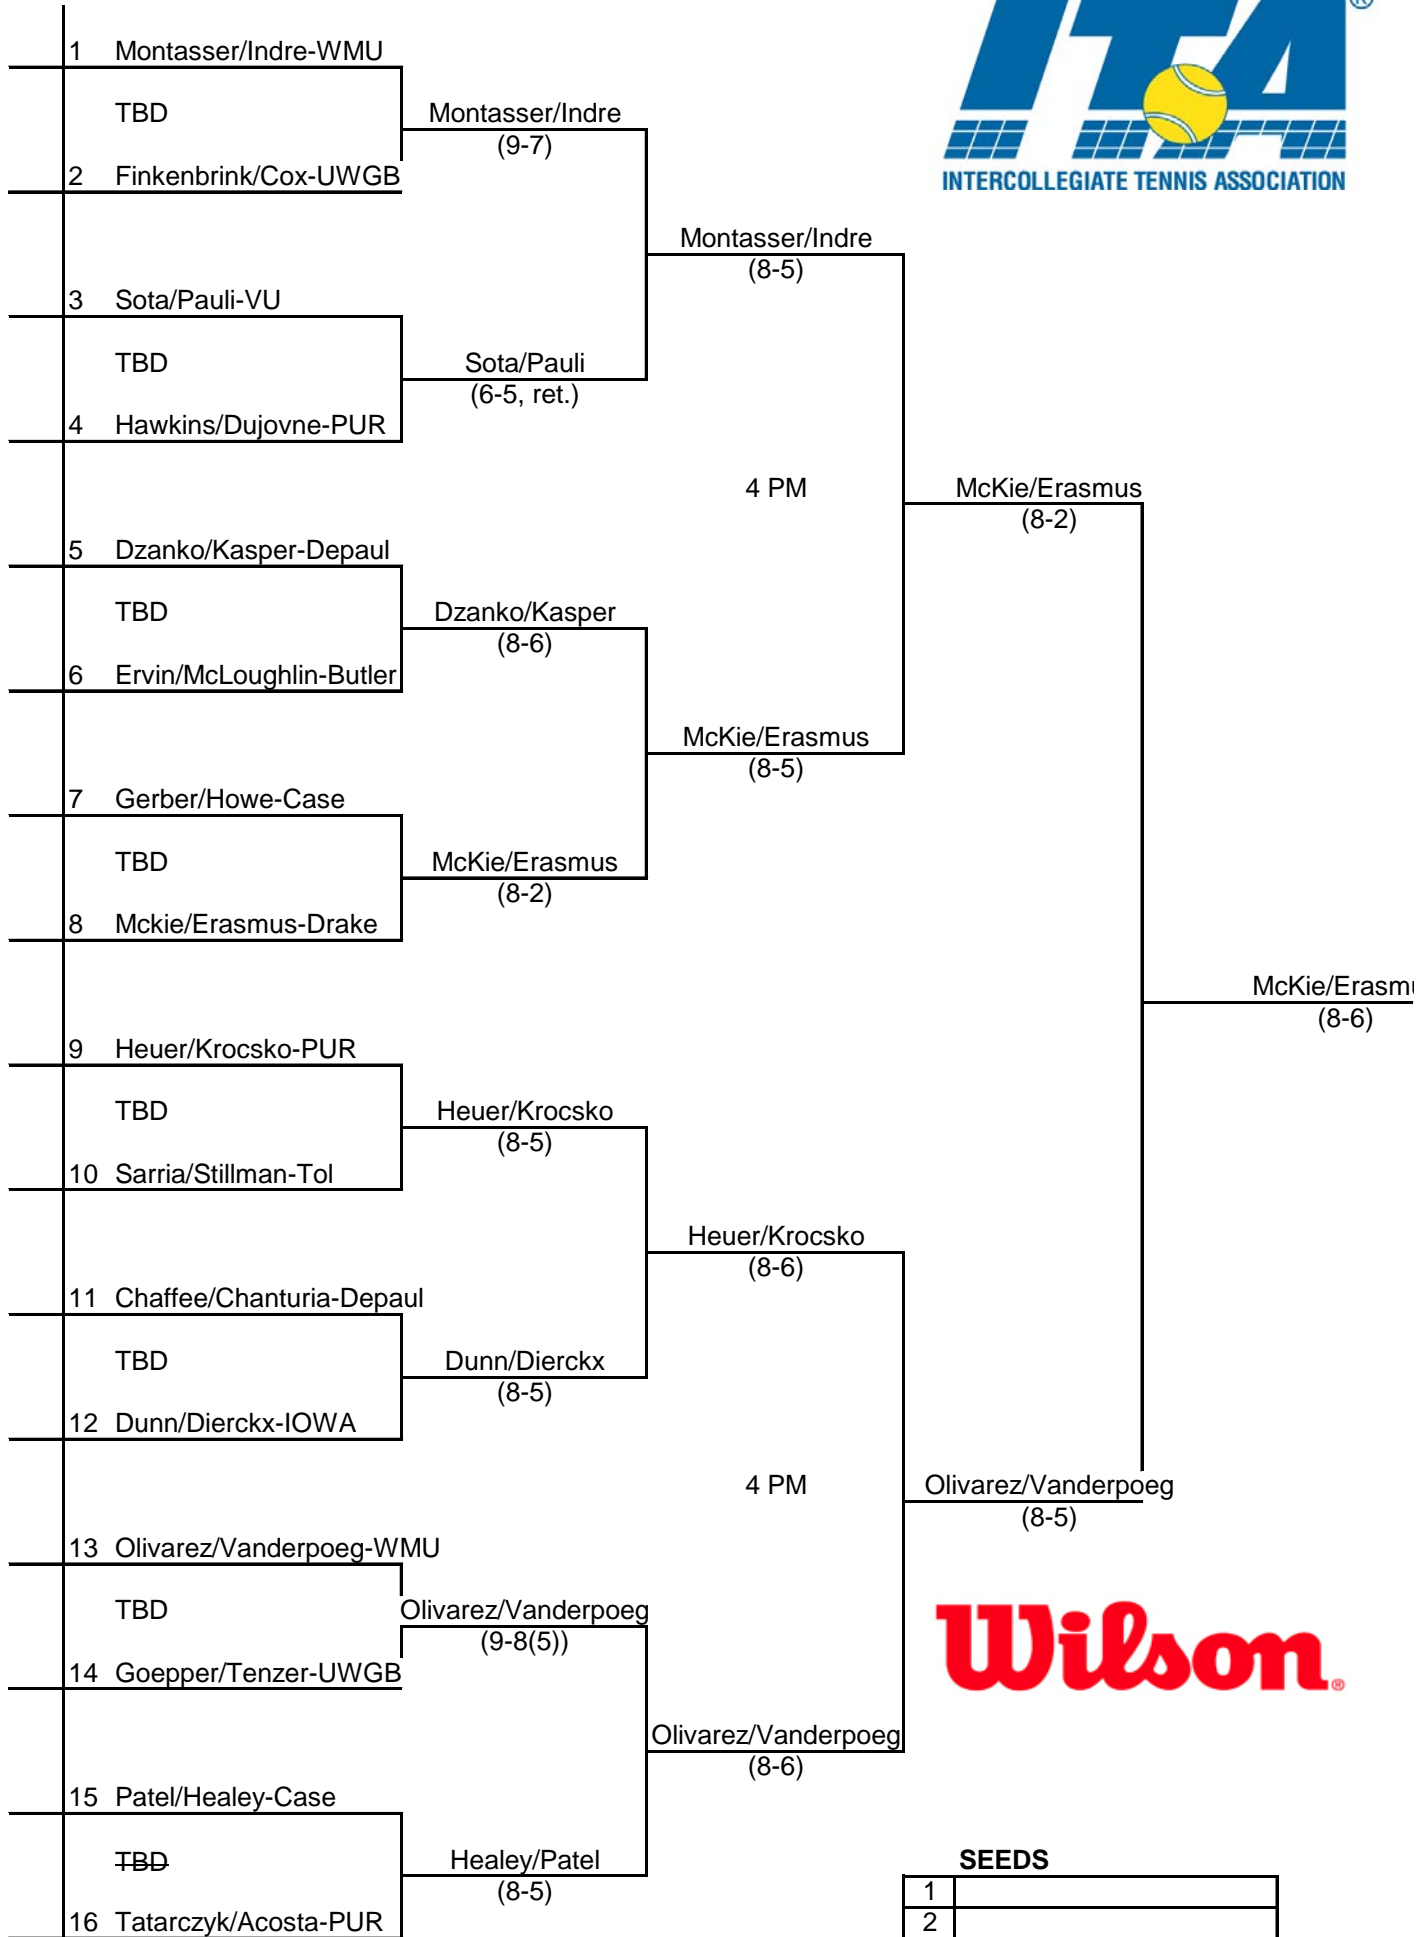 ITA
®
INTERCOLLEGIATE TENNIS ASSOCIATION
1 Montasser/Indre-WMU
TBD
Montasser/Indre
(9-7)
2 Finkenbrink/Cox-UWGB
Montasser/Indre
(8-5)
3 Sota/Pauli-VU
TBD
Sota/Pauli
(6-5, ret.)
4 Hawkins/Dujovne-PUR
4 PM
McKie/Erasmus
(8-2)
5 Dzanko/Kasper-Depaul
TBD
Dzanko/Kasper
(8-6)
6 Ervin/McLoughlin-Butler
McKie/Erasmus
(8-5)
7 Gerber/Howe-Case
TBD
McKie/Erasmus
(8-2)
8 Mckie/Erasmus-Drake
McKie/Erasmu
(8-6)
9 Heuer/Krocsko-PUR
TBD
Heuer/Krocsko
(8-5)
10 Sarria/Stillman-Tol
Heuer/Krocsko
(8-6)
11 Chaffee/Chanturia-Depaul
TBD
Dunn/Dierckx
(8-5)
12 Dunn/Dierckx-IOWA
4 PM
Olivarez/Vanderpoeg
(8-5)
13 Olivarez/Vanderpoeg-WMU
TBD
Olivarez/Vanderpoeg
(9-8(5))
14 Goepper/Tenzer-UWGB
Wilson®
Olivarez/Vanderpoeg
(8-6)
15 Patel/Healey-Case
TBD
Healey/Patel
(8-5)
16 Tatarczyk/Acosta-PUR
SEEDS
1
2